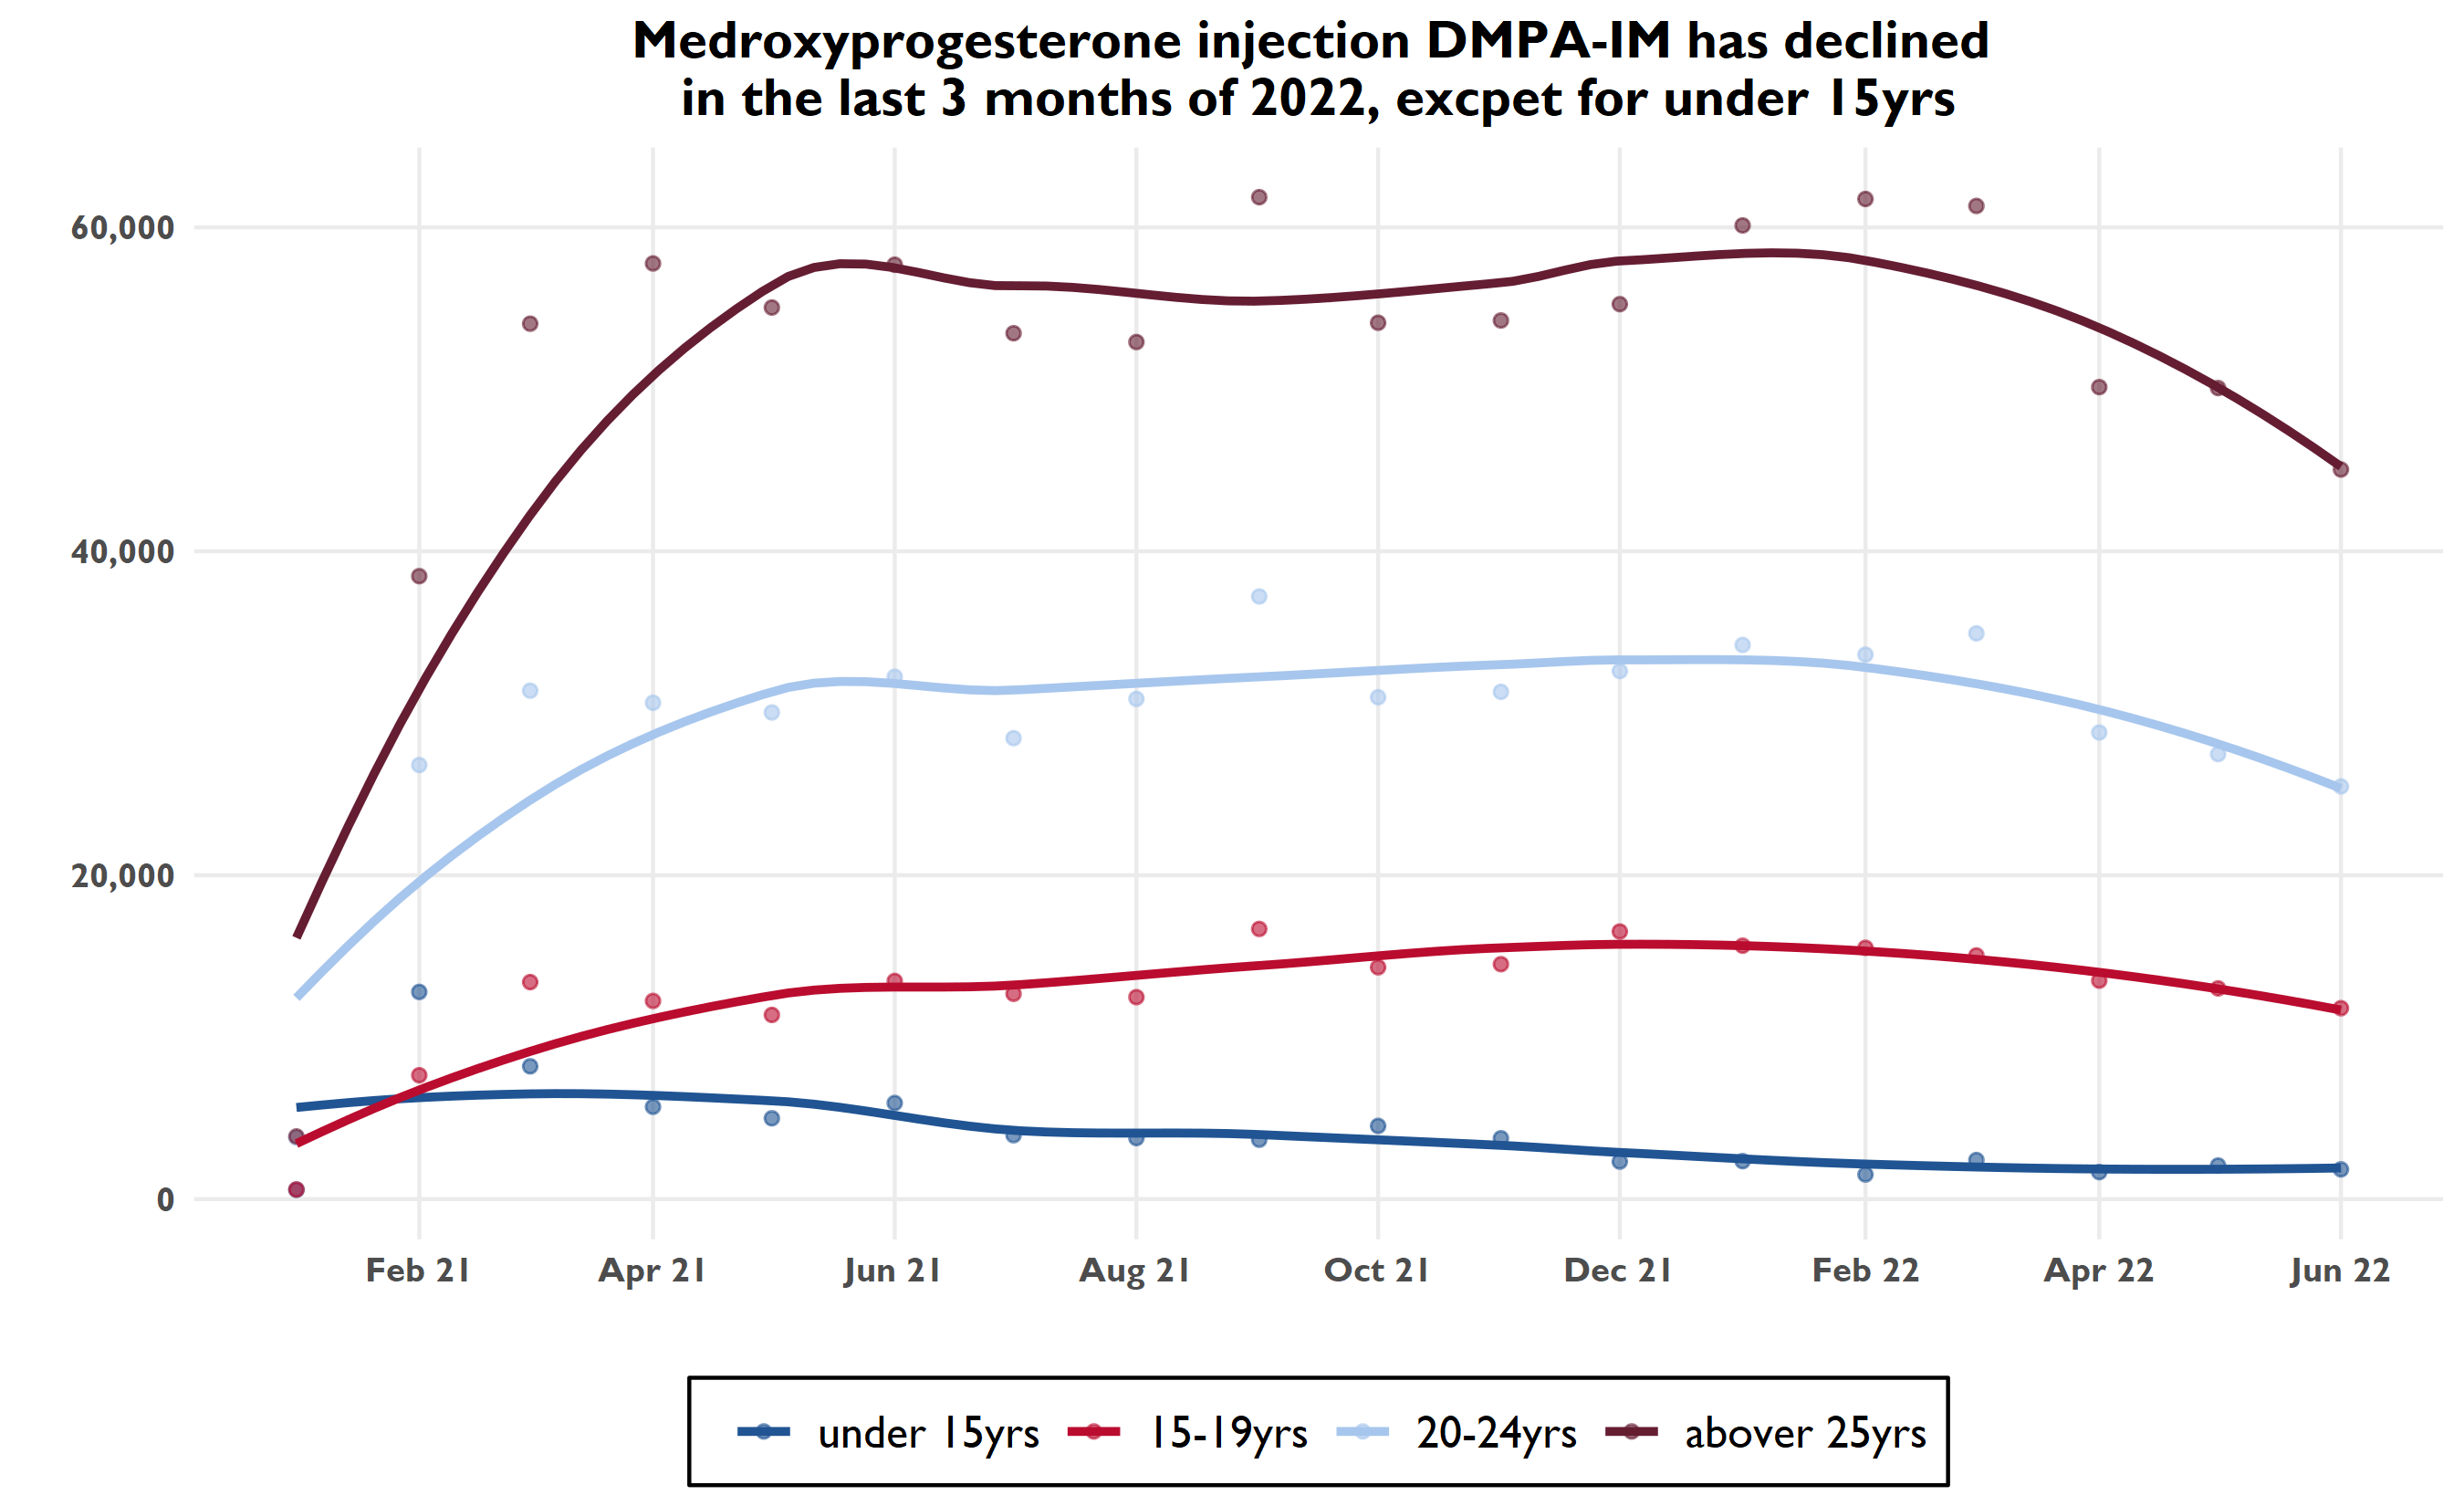 Medroxyprogesterone injection DMPA-IM has declined
in the last 3 months of 2022, excpet for under 15yrs
60,000
40,000
20,000
0
Feb 21 Apr 21 Jun 21 Aug 21 Oct 21 Dec 21 Feb 22 Apr 22 Jun 22
under 15yrs 15-19yrs 20-24yrs abover 25yrs